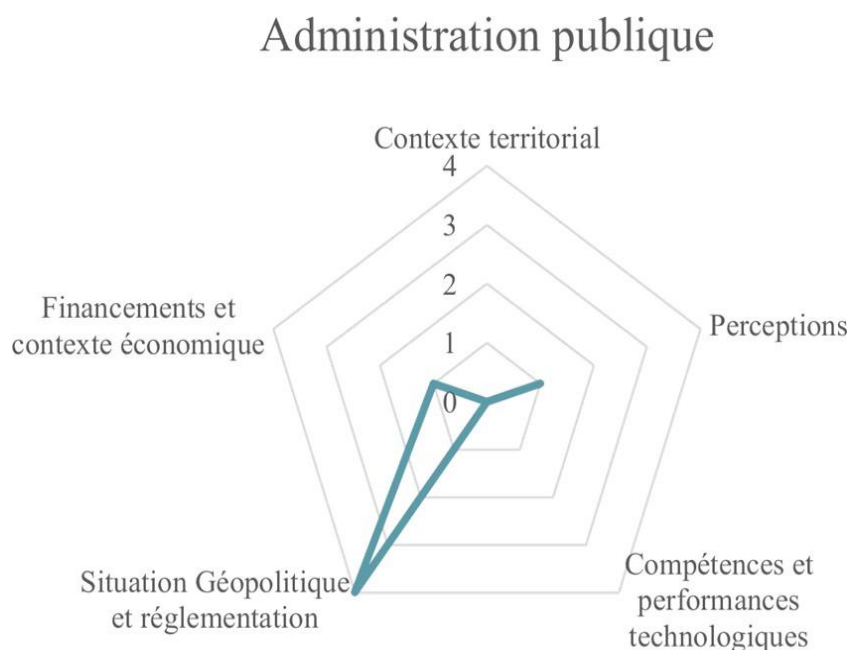 Administration publique
Contexte territorial
4
3
2
1
0
Perceptions
Compétences et
performances
technologiques
Situation Géopolitique
et réglementation
Financements et
contexte économique